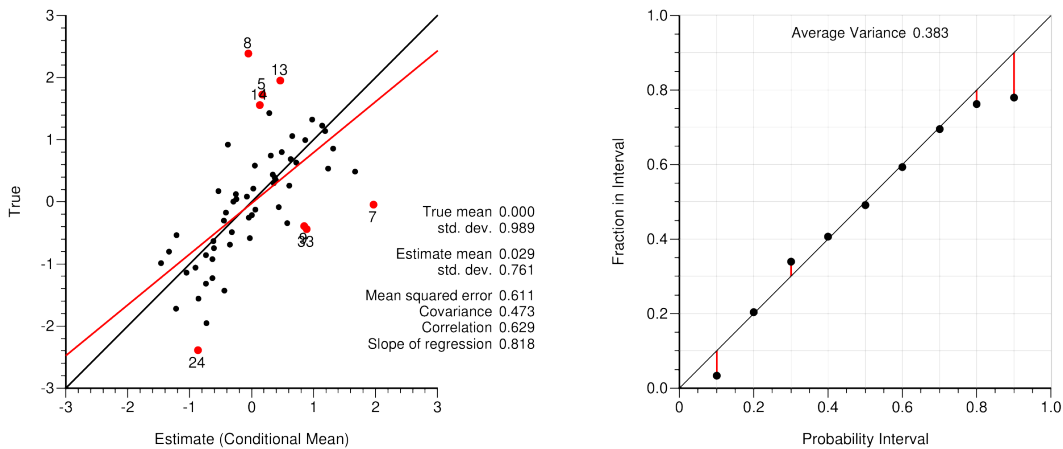 3
2
1
0
-1
-2
-3
-3
-2
-1
0
1
2
3
True
Estimate (Conditional Mean)
8
13
5
14
7
33
24
True mean 0.000
std. dev. 0.989
Estimate mean 0.029
std. dev. 0.761
Mean squared error 0.611
Covariance 0.473
Correlation 0.629
Slope of regression 0.818
Average Variance 0.383
1.0
0.8
0.6
0.4
0.2
0.0
0
0.2
0.4
0.6
0.8
1.0
Fraction in Interval
Probability Interval